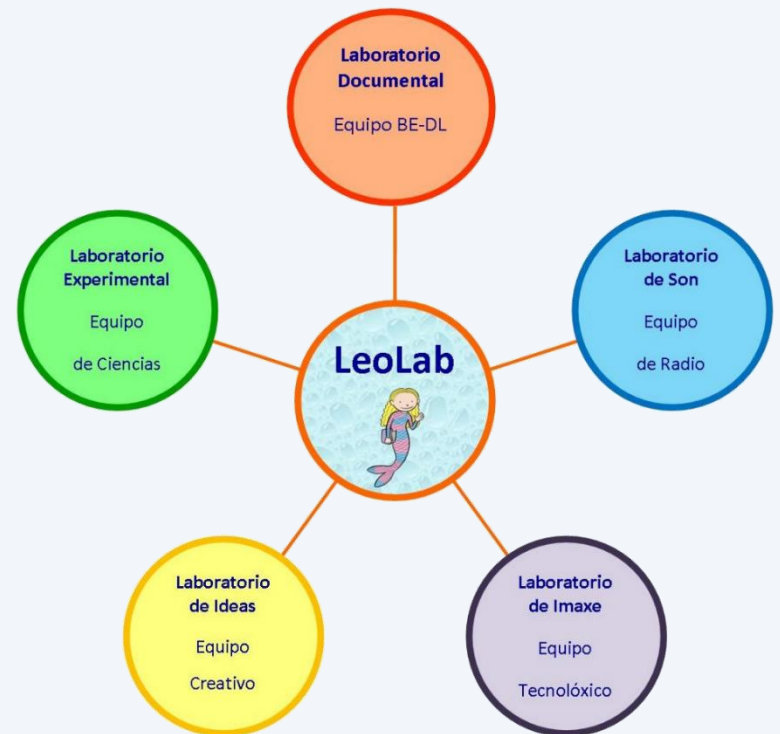 Laboratorio
Documental
Equipo BE-DL
Laboratorio
Experimental
Equipo
de Ciencias
LeoLab
Laboratorio
de Son
Equipo
de Radio
Laboratorio
de Ideas
Equipo
Creativo
Laboratorio
de Imaxe
Equipo
Tecnolóxico